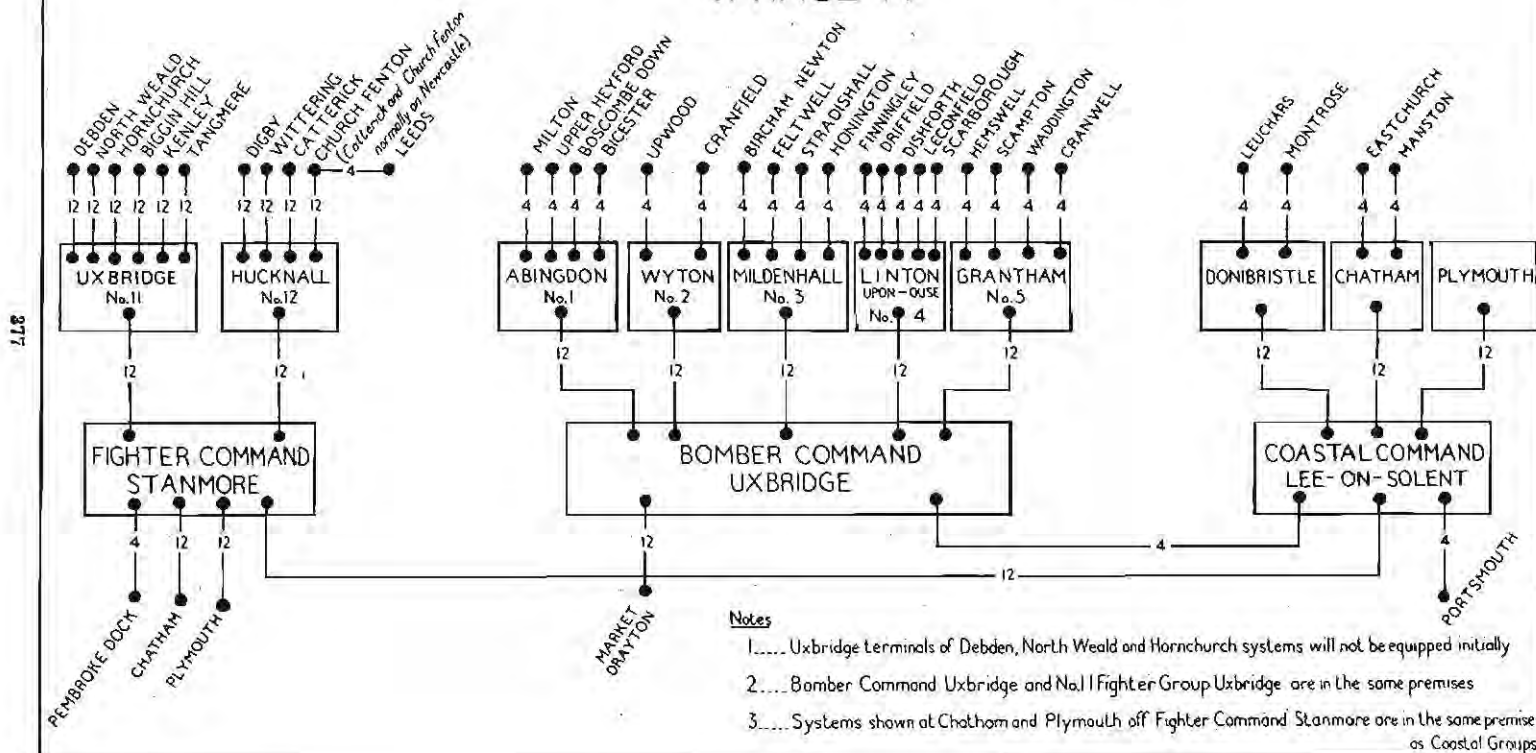 377
DEBDEN
NORTH WEALD
HORNCHURCH
BIGGIN HILL
KENLEY
TANGMERE
DIGBY
WITTERING
CATTERICK
CHURCH FENTON
(Catterick and Church Fenton
normally on Newcastle)
LEEDS
MILTON
UPPER HEYFORD
BOSCOMBE DOWN
BICESTER
UPWOOD
CRANFIELD
BIRCHAM NEWTON
FELTWELL
STRADISHALL
HONINGTON
FINNINGLEY
DRIFFIELD
DISHFORTH
LECONFIELD
SCARBOROUGH
HEMSWELL
SCAMPTON
WADDINGTON
CRANWELL
LEUCHARS
MONTROSE
EASTCHURCH
MANSTON
4
12 12 12 12 12 12
12 12 12 12
4 4 4 4
4 4
4 4 4 4
4 4 4 4 4
4 4 4 4
4 4
4 4
UXBRIDGE
No.11
HUCKNALL
No.12
ABINGDON
No.1
WYTON
No.2
MILDENHALL
No.3
LINTON
UPON-OUSE
No. 4
GRANTHAM
No.5
DONIBRISTLE
CHATHAM
PLYMOUTH
12 12 12 12 12 12 12 12 12 12
FIGHTER COMMAND
STANMORE
BOMBER COMMAND
UXBRIDGE
COASTAL COMMAND
LEE-ON-SOLENT
4 12 12 12 4 4
12
PEMBROKE DOCK
CHATHAM
PLYMOUTH
MARKET
DRAYTON
PORTSMOUTH
Notes
1..... Uxbridge terminals of Debden, North Weald and Hornchurch systems will not be equipped initially
2.... Bomber Command Uxbridge and No.11 Fighter Group Uxbridge are in the same premises
3..... Systems shown at Chatham and Plymouth off Fighter Command Stanmore are in the same premise
as Coastal Groups